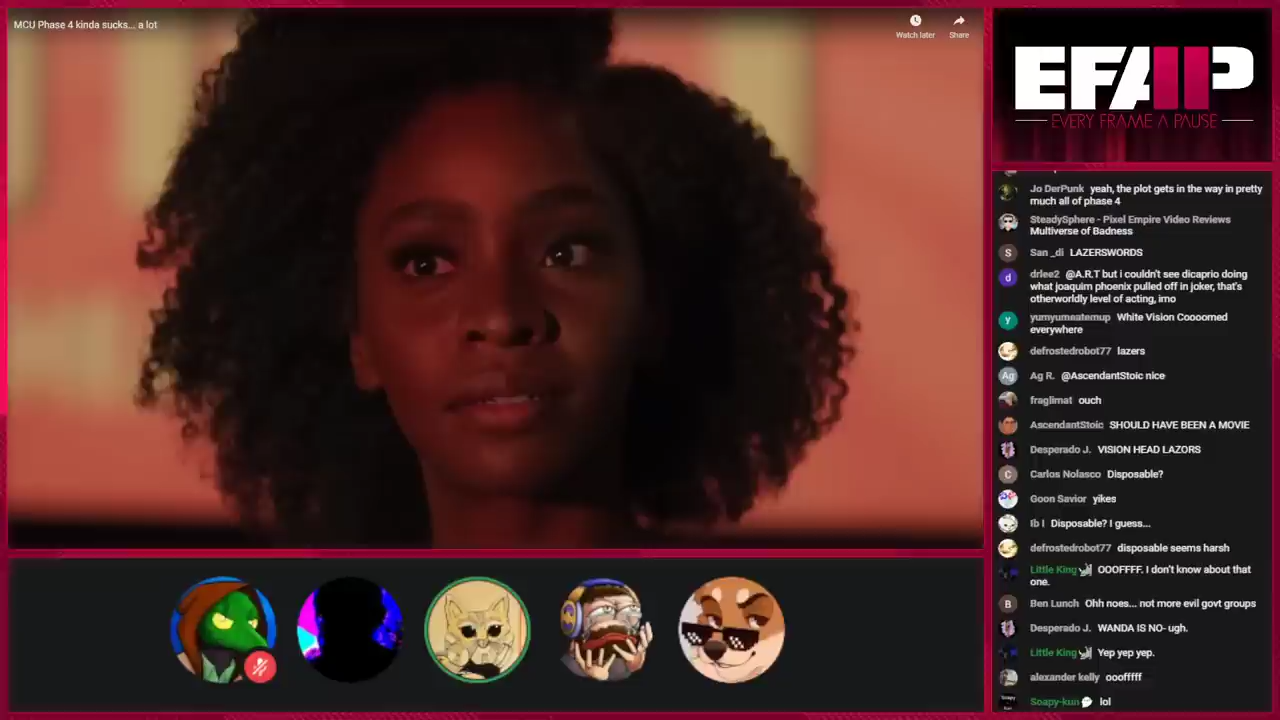 MCU Phase 4 kinda sucks... a lot
Watch later
Share
EFAP
EVERY FRAME A PAUSE
Jo DerPunk yeah, the plot gets in the way in pretty
much all of phase 4
SteadySphere - Pixel Empire Video Reviews
Multiverse of Badness
S
San _di LAZERSWORDS
d
drlee2 @A.R.T but i couldn't see dicaprio doing
what joaquim phoenix pulled off in joker, that's
otherworldly level of acting, imo
y
yumyumeatemup White Vision Coooomed
everywhere
defrostedrobot77 lazers
Ag
Ag R. @AscendantStoic nice
fraglimat ouch
AscendantStoic SHOULD HAVE BEEN A MOVIE
Desperado J. VISION HEAD LAZORS
C
Carlos Nolasco Disposable?
Goon Savior yikes
Ib I Disposable? I guess...
defrostedrobot77 disposable seems harsh
Little King OOOFFFF. I don't know about that
one.
B
Ben Lunch Ohh noes... not more evil govt groups
Desperado J. WANDA IS NO- ugh.
Little King Yep yep yep.
alexander kelly ooofffff
Soapy-kun lol